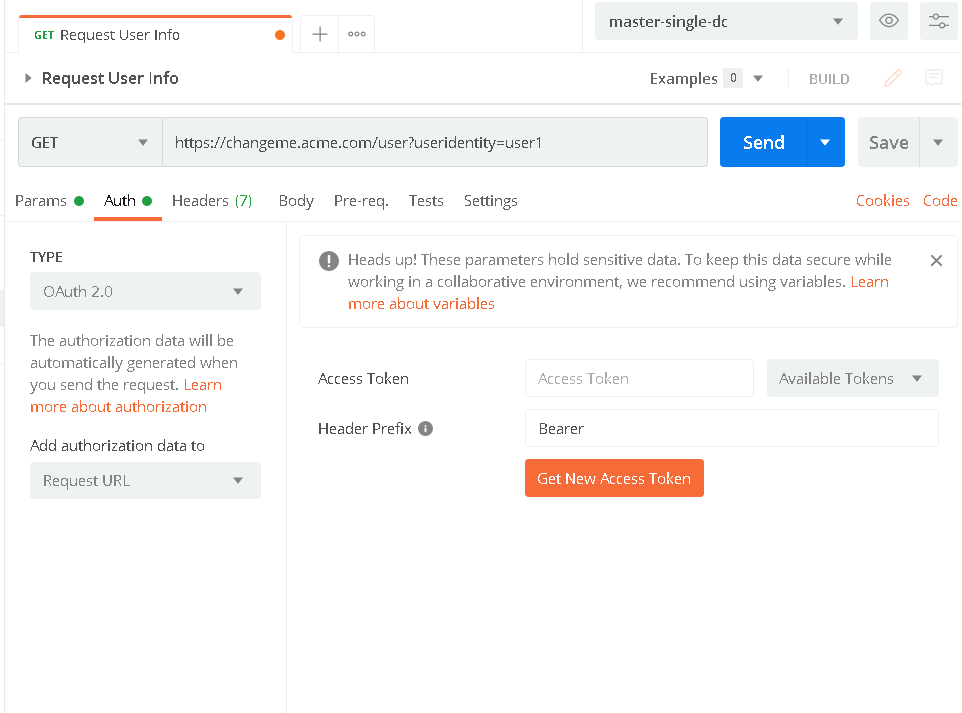 GET Request User Info
master-single-dc
Request User Info
Examples 0
BUILD
GET
https://changeme.acme.com/user?useridentity=user1
Send
Save
Params
Auth
Headers (7)
Body
Pre-req.
Tests
Settings
Cookies
Code
TYPE
OAuth 2.0
The authorization data will be
automatically generated when
you send the request. Learn
more about authorization
Add authorization data to
Request URL
Heads up! These parameters hold sensitive data. To keep this data secure while
working in a collaborative environment, we recommend using variables. Learn
more about variables
Access Token
Access Token
Available Tokens
Header Prefix
Bearer
Get New Access Token